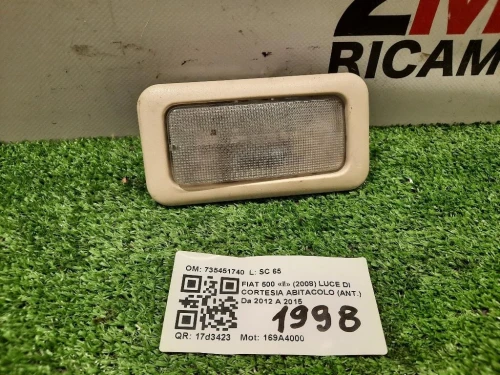 2M
RICAM
OM: 735451740 L: SC 65
FIAT 500 «II» (2008) LUCE DI
CORTESIA ABITACOLO (ANT.)
Da 2012 A 2015
1998
QR: 17d3423 Mot: 169A4000